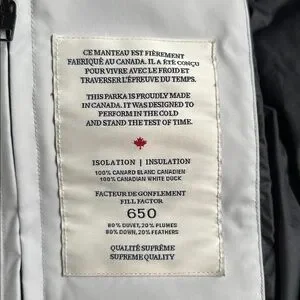 CE MANTEAU EST FIÈREMENT
FABRIQUÉ AU CANADA. IL A ÉTÉ CONÇU
POUR VIVRE AVEC LE FROID ET
TRAVERSER L'ÉPREUVE DU TEMPS.
THIS PARKA IS PROUDLY MADE
IN CANADA. IT WAS DESIGNED TO
PERFORM IN THE COLD
AND STAND THE TEST OF TIME.
ISOLATION | INSULATION
100% CANARD BLANC CANADIEN
100% CANADIAN WHITE DUCK
FACTEUR DE GONFLEMENT
FILL FACTOR
650
80% DUVET, 20% PLUMES
80% DOWN, 20% FEATHERS
QUALITÉ SUPRÊME
SUPREME QUALITY